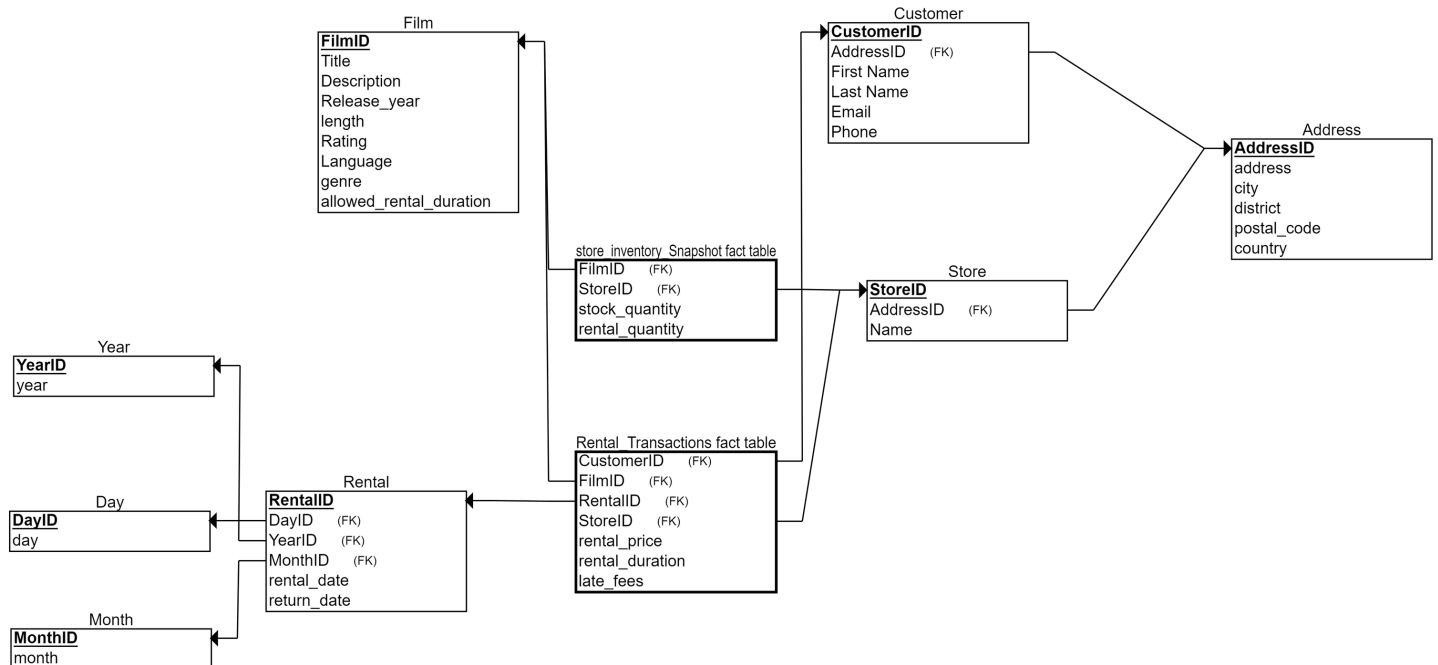 Film
FilmID
Title
Description
Release_year
length
Rating
Language
genre
allowed_rental_duration
Customer
CustomerID
AddressID (FK)
First Name
Last Name
Email
Phone
Address
AddressID
address
city
district
postal_code
country
store_inventory_Snapshot fact table
FilmID (FK)
StoreID (FK)
stock_quantity
rental_quantity
Store
StoreID
AddressID (FK)
Name
Year
YearID
year
Day
DayID
day
Month
MonthID
month
Rental
RentalID
DayID (FK)
YearID (FK)
MonthID (FK)
rental_date
return_date
Rental_Transactions fact table
CustomerID (FK)
FilmID (FK)
RentalID (FK)
StoreID (FK)
rental_price
rental_duration
late_fees